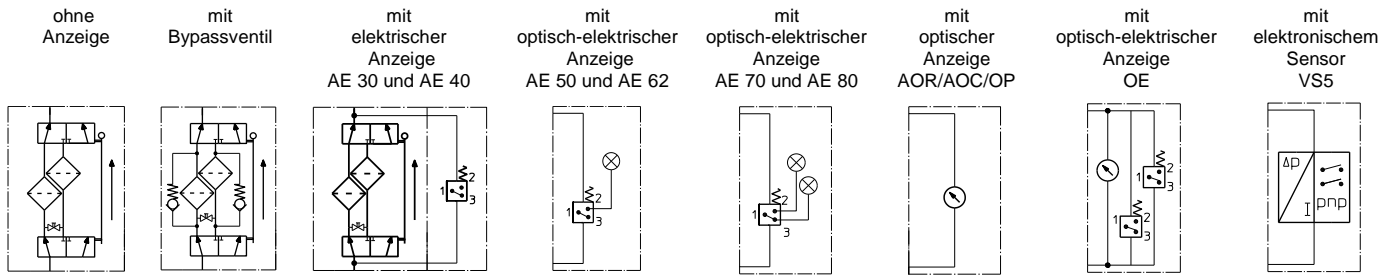 ohne
Anzeige
mit
Bypassventil
mit
elektrischer
Anzeige
AE 30 und AE 40
mit
optisch-elektrischer
Anzeige
AE 50 und AE 62
mit
optisch-elektrischer
Anzeige
AE 70 und AE 80
mit
optischer
Anzeige
AOR/AOC/OP
mit
optisch-elektrischer
Anzeige
OE
mit
elektronischem
Sensor
VS5
1 2
3
1 2
3
1 2
3
2
1
3
2
1
3
Δp
I
pnp